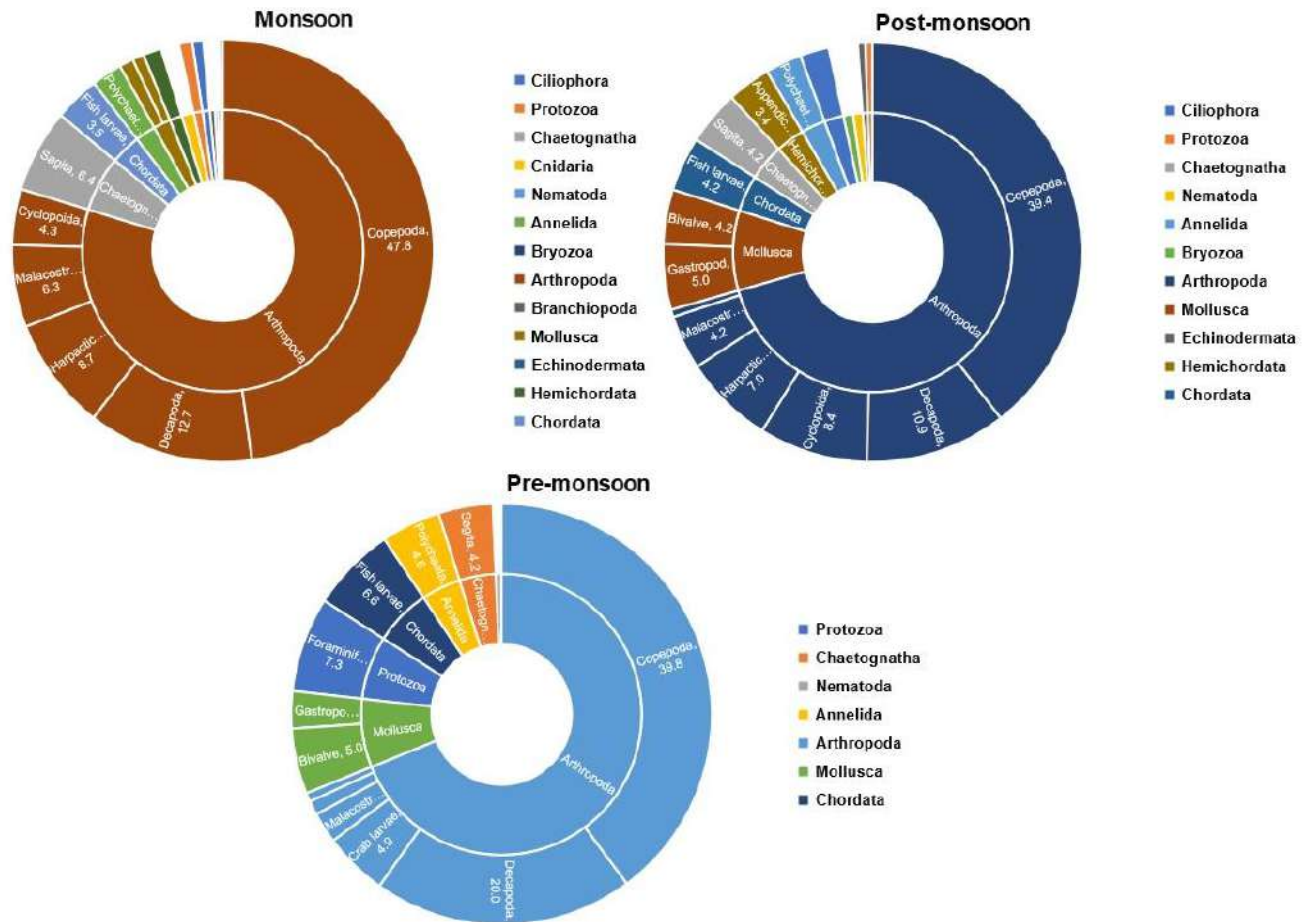 Monsoon
Copepoda,
47.8
Arthropoda
Decapoda,
12.7
Harpactic...
8.7
Malacostr...
6.3
Cyclopoida,
4.3
Sagita, 6.4
Chaetogn...
Fish larvae,
3.5
Chordata
Polychaet...
Ciliophora
Protozoa
Chaetognatha
Cnidaria
Nematoda
Annelida
Bryozoa
Arthropoda
Branchiopoda
Mollusca
Echinodermata
Hemichordata
Chordata
Post-monsoon
Copepoda,
39.4
Arthropoda
Decapoda,
10.9
Cyclopoida,
8.4
Harpactic...
7.0
Malacostr...
4.2
Gastropod,
5.0
Bivalve, 4.2
Mollusca
Fish larvae,
4.2
Chordata
Sagita, 4.2
Chaetogn...
Appendic...
3.4
Hemichor...
Polychaet...
Ciliophora
Protozoa
Chaetognatha
Nematoda
Annelida
Bryozoa
Arthropoda
Mollusca
Echinodermata
Hemichordata
Chordata
Pre-monsoon
Copepoda,
39.8
Arthropoda
Decapoda,
20.0
Crab larvae,
4.9
Malacostr...
Bivalve, 5.0
Gastropo...
Mollusca
Foraminif...
7.3
Protozoa
Fish larvae,
6.6
Chordata
Polychaeta,
4.6
Annelida
Sagita, 4.2
Chaetogn...
Protozoa
Chaetognatha
Nematoda
Annelida
Arthropoda
Mollusca
Chordata